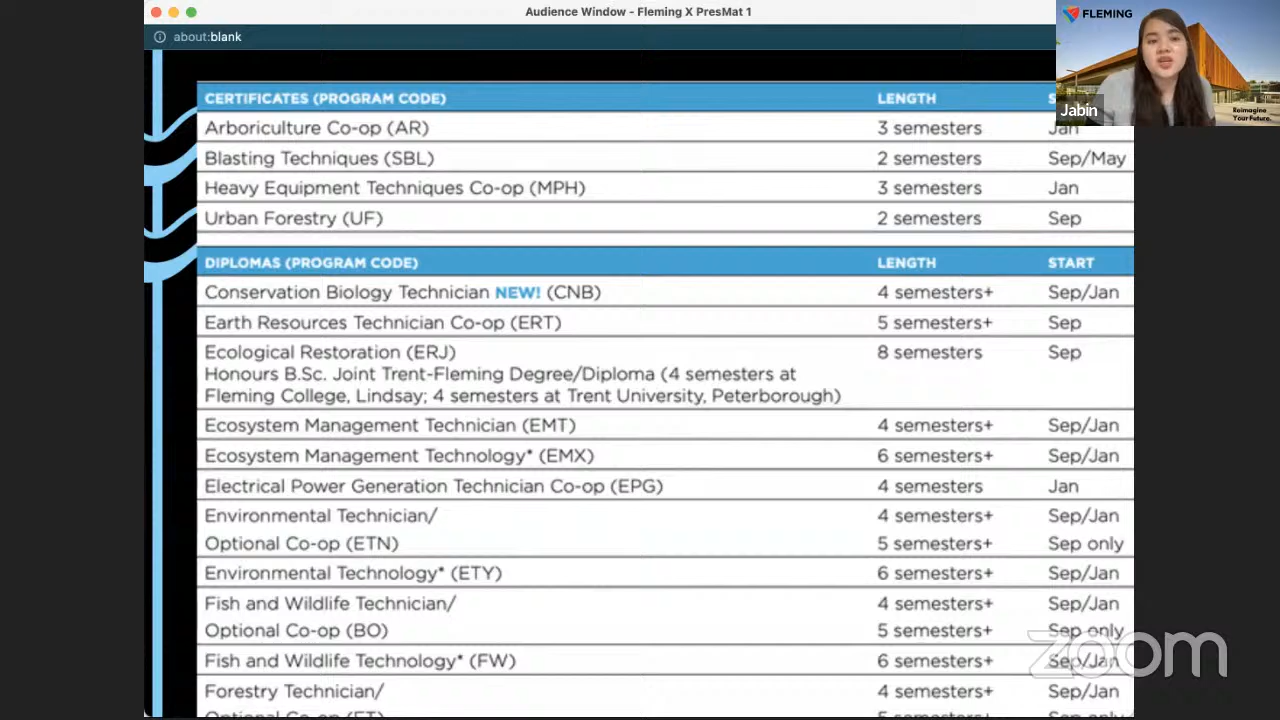 Audience Window - Fleming X PresMat 1
about:blank
FLEMING
Jabin
Reimagine
Your Future.
CERTIFICATES (PROGRAM CODE) LENGTH
Arboriculture Co-op (AR) 3 semesters Jan
Blasting Techniques (SBL) 2 semesters Sep/May
Heavy Equipment Techniques Co-op (MPH) 3 semesters Jan
Urban Forestry (UF) 2 semesters Sep
DIPLOMAS (PROGRAM CODE) LENGTH START
Conservation Biology Technician NEW! (CNB) 4 semesters+ Sep/Jan
Earth Resources Technician Co-op (ERT) 5 semesters+ Sep
Ecological Restoration (ERJ) 8 semesters Sep
Honours B.Sc. Joint Trent-Fleming Degree/Diploma (4 semesters at
Fleming College, Lindsay; 4 semesters at Trent University, Peterborough)
Ecosystem Management Technician (EMT) 4 semesters+ Sep/Jan
Ecosystem Management Technology* (EMX) 6 semesters+ Sep/Jan
Electrical Power Generation Technician Co-op (EPG) 4 semesters Jan
Environmental Technician/ 4 semesters+ Sep/Jan
Optional Co-op (ETN) 5 semesters+ Sep only
Environmental Technology* (ETY) 6 semesters+ Sep/Jan
Fish and Wildlife Technician/ 4 semesters+ Sep/Jan
Optional Co-op (BO) 5 semesters+ Sep only
Fish and Wildlife Technology* (FW) 6 semesters+ Sep/Jan
zoom
Forestry Technician/ 4 semesters+ Sep/Jan